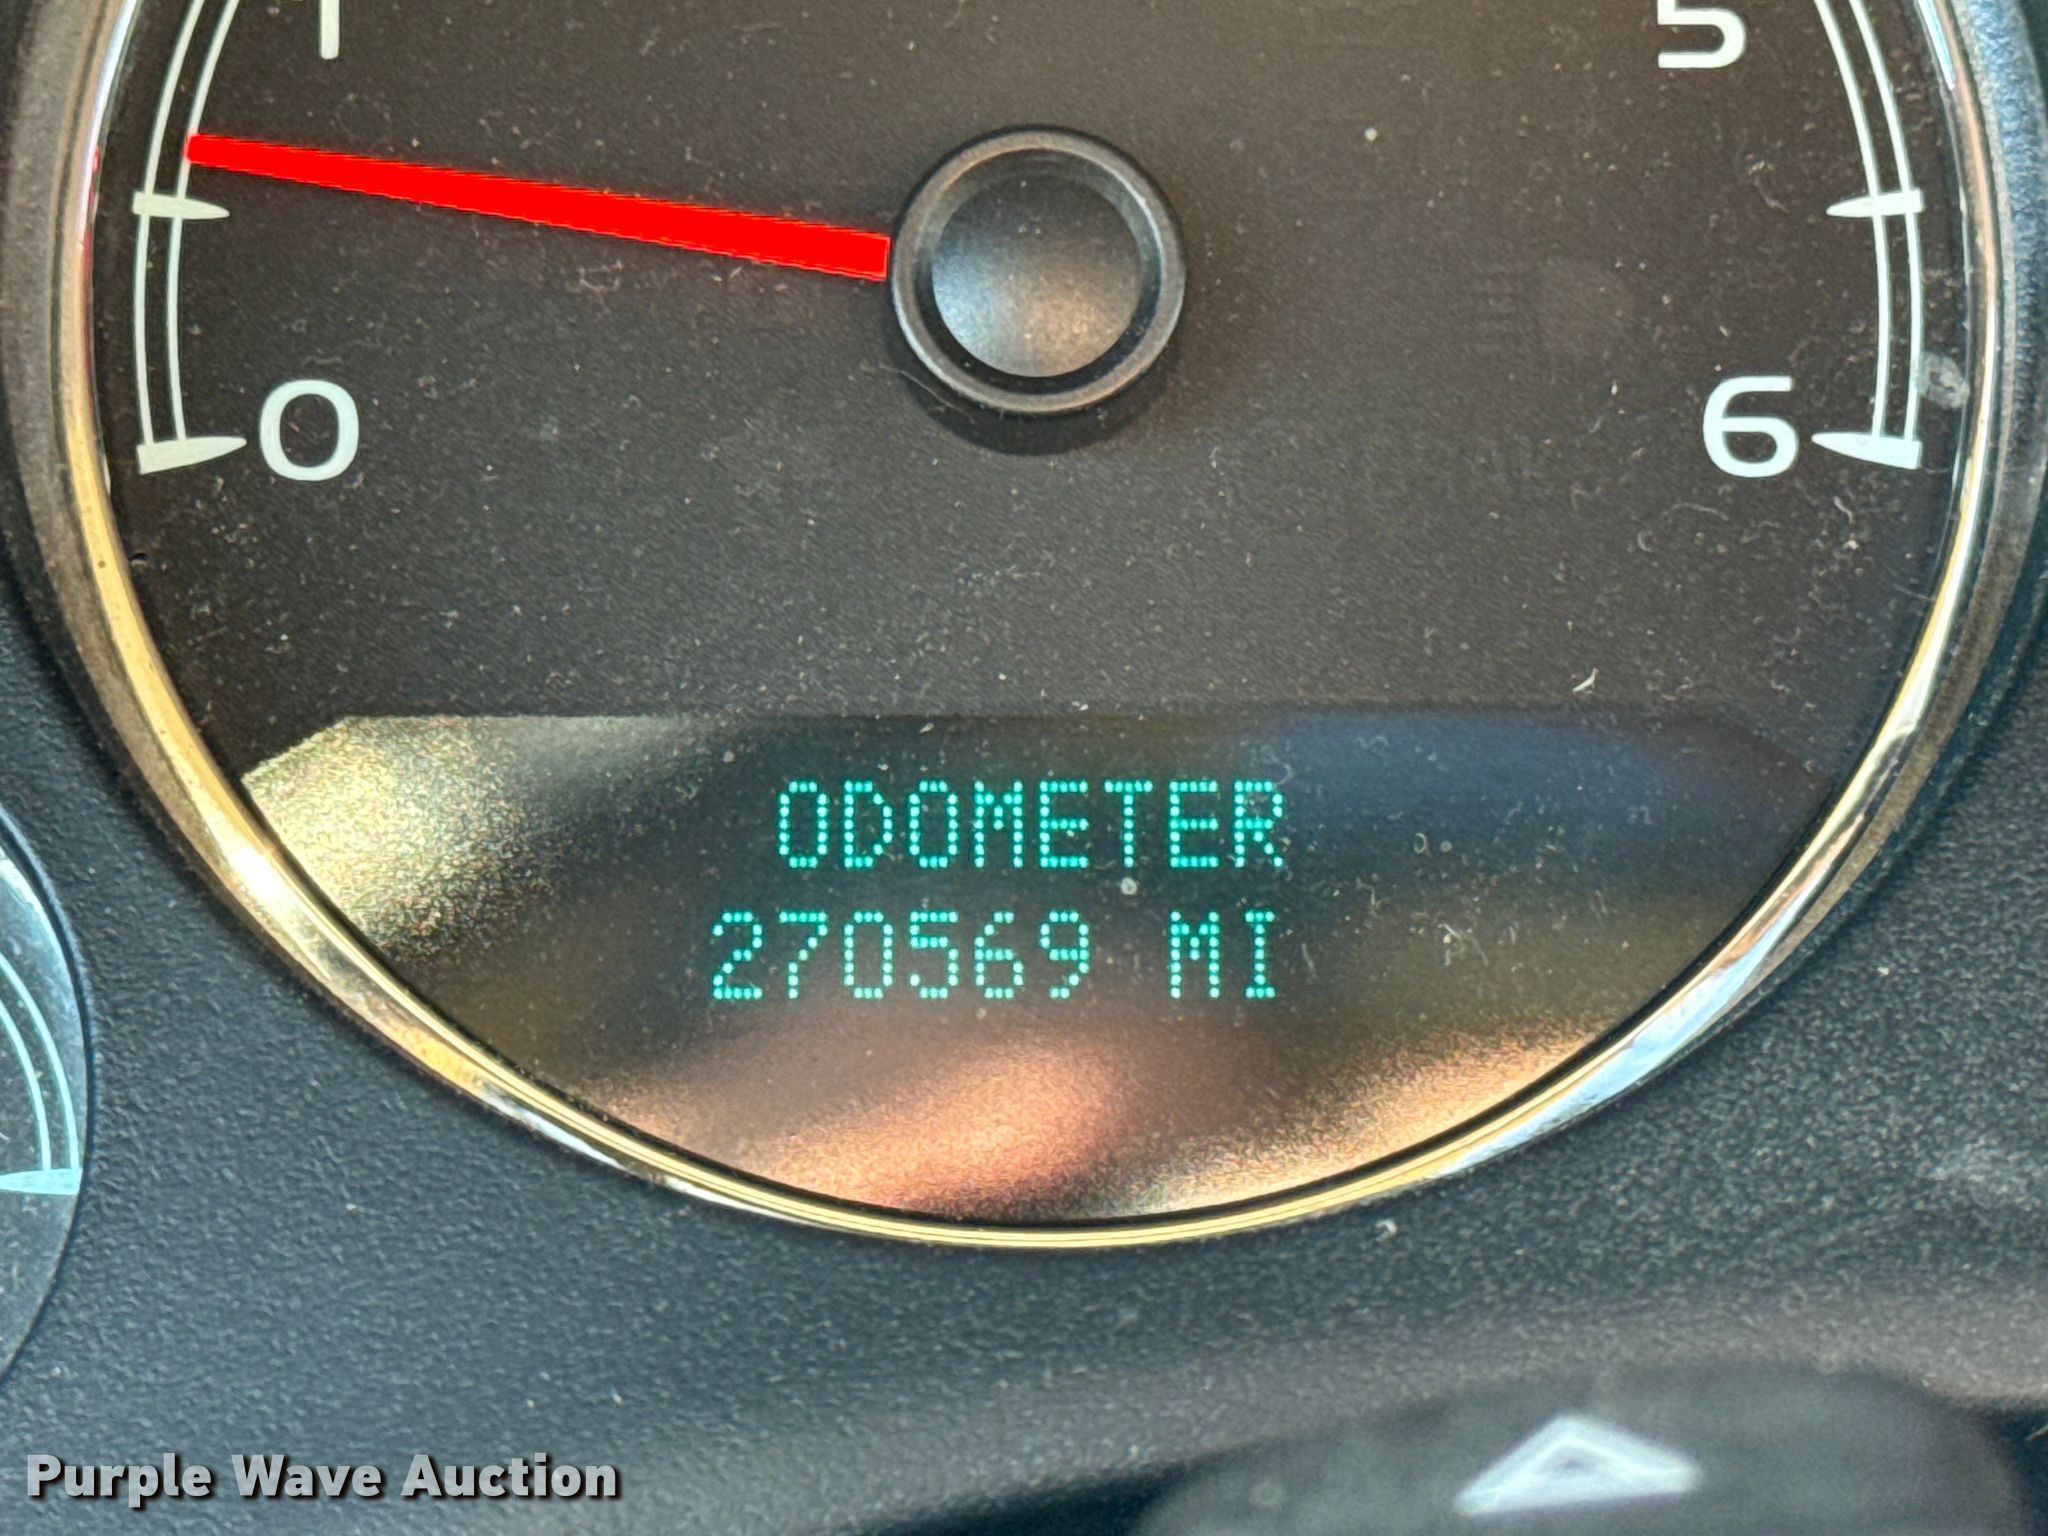 1
5
0
6
ODOMETER
270569 MI
Purple Wave Auction